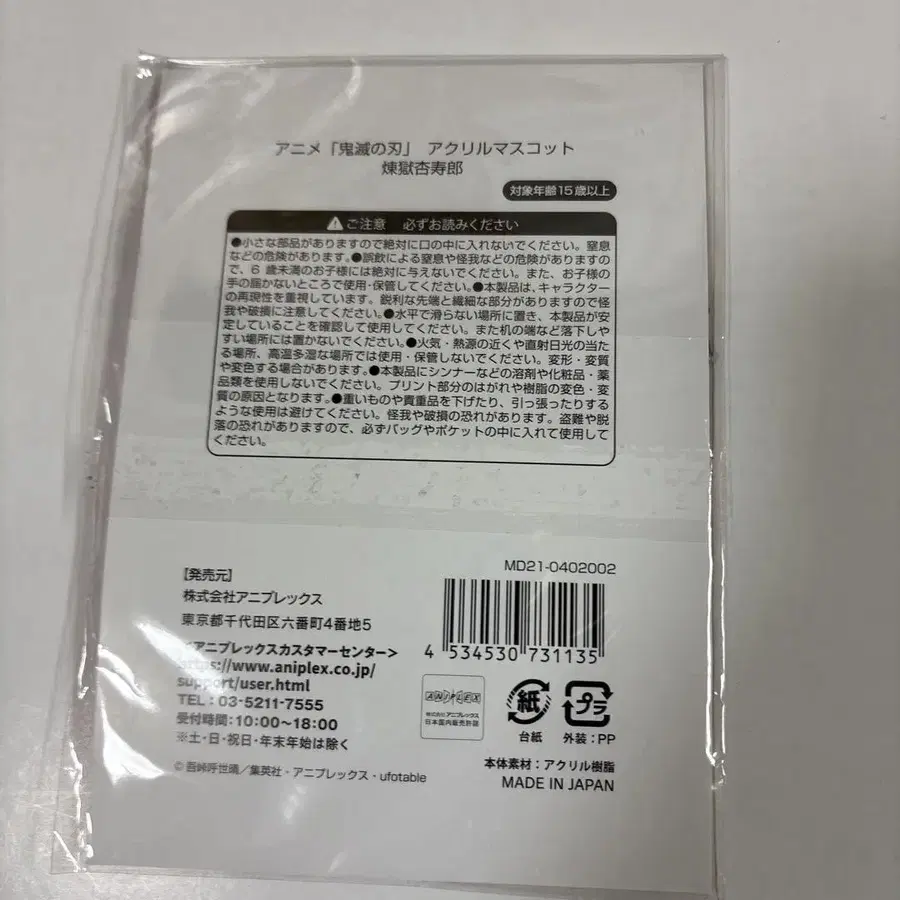 アニメ「鬼滅の刃」 アクリルマスコット
煉獄杏寿郎
対象年齢15歳以上
ご注意 必ずお読みください
●小さな部品がありますので絶対に口の中に入れないでください。窒息
などの危険があります。●誤飲による窒息や怪我などの危険がありますの
で、6 歳未満のお子様には絶対に与えないでください。また、お子様の
手の届かないところで使用・保管してください。●本製品は、キャラクター
の再現性を重視しています。鋭利な先端と繊細な部分がありますので怪
我や破損に注意してください。●水平で滑らない場所に置き、本製品が安
定していることを確認して使用してください。また机の端など落下しや
すい場所には置かないでください。●火気・熱源の近くや直射日光の当た
る場所、高温多湿な場所では使用・保管しないでください。変形・変質
や変色する場合があります。●本製品にシンナーなどの溶剤や化粧品・薬
品類を使用しないでください。プリント部分のはがれや樹脂の変色・変
質の原因となります。●重いものや貴重品を下げたり、引っ張ったりする
ような使用は避けてください。怪我や破損の恐れがあります。盗難や脱
落の恐れがありますので、必ずバッグやポケットの中に入れて使用して
ください。
MD21-0402002
【発売元】
株式会社アニプレックス
東京都千代田区六番町4番地5
<アニプレックスカスタマーセンター>
https://www.aniplex.co.jp/
support/user.html
TEL：03-5211-7555
受付時間：10:00〜18:00
※土・日・祝日・年末年始は除く
© 吾峠呼世晴／集英社・アニプレックス・ufotable
4 534530 731135
ANIPLEX
株式会社アニプレックス
日本国内販売許諾
紙
台紙
プラ
外装：PP
本体素材：アクリル樹脂
MADE IN JAPAN